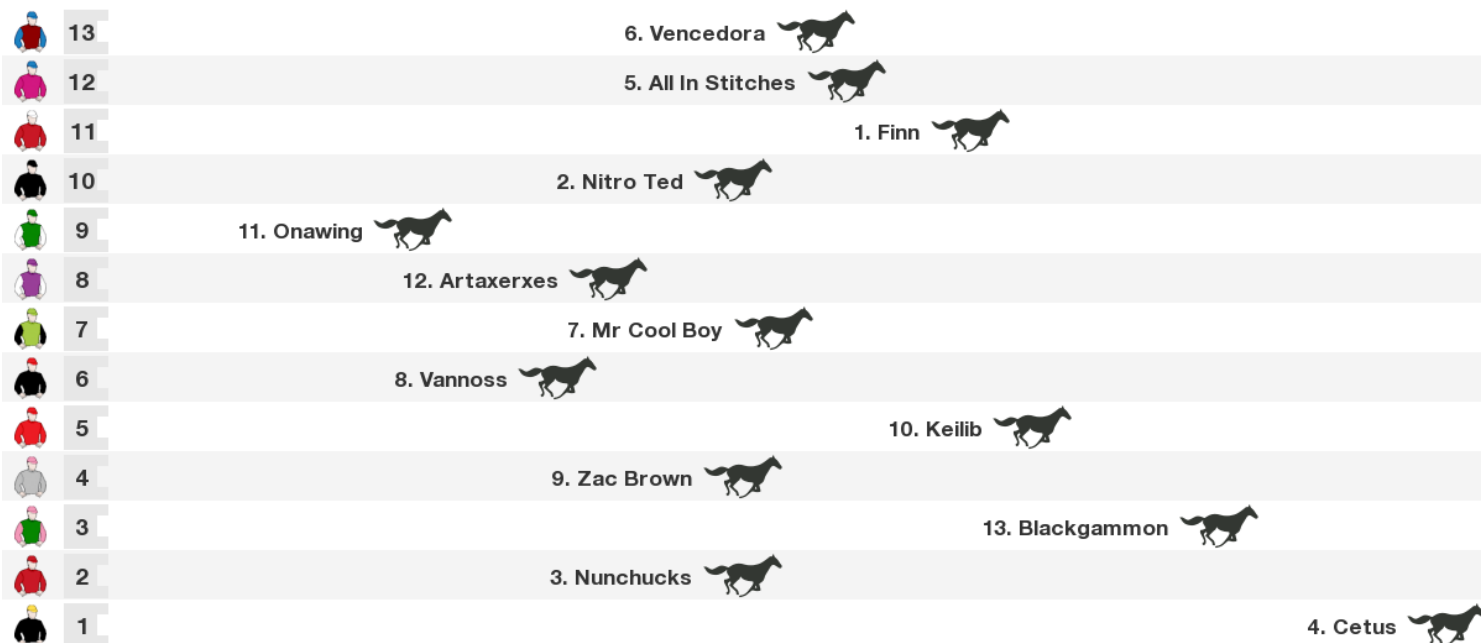 13 6. Vencedora
12 5. All In Stitches
11 1. Finn
10 2. Nitro Ted
9 11. Onawing
8 12. Artaxerxes
7 7. Mr Cool Boy
6 8. Vannoss
5 10. Keilib
4 9. Zac Brown
3 13. Blackgammon
2 3. Nunchucks
1 4. Cetus